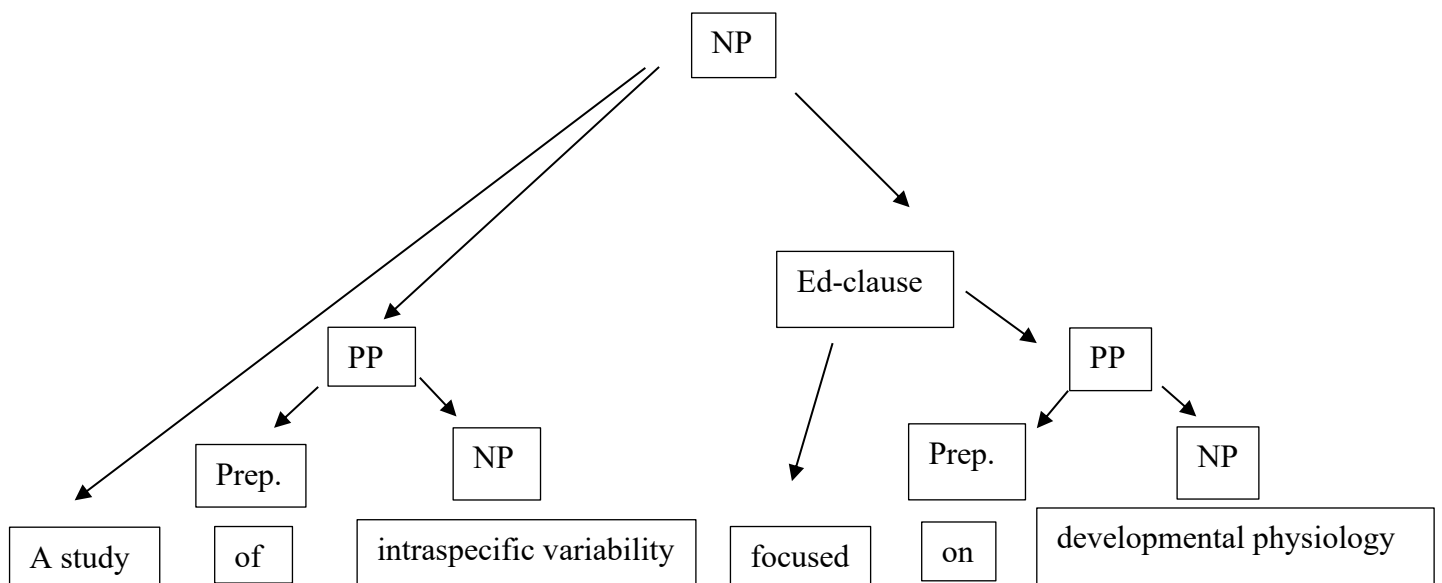 NP
Ed-clause
PP
PP
Prep.
NP
Prep.
NP
A study
of
intraspecific variability
focused
on
developmental physiology